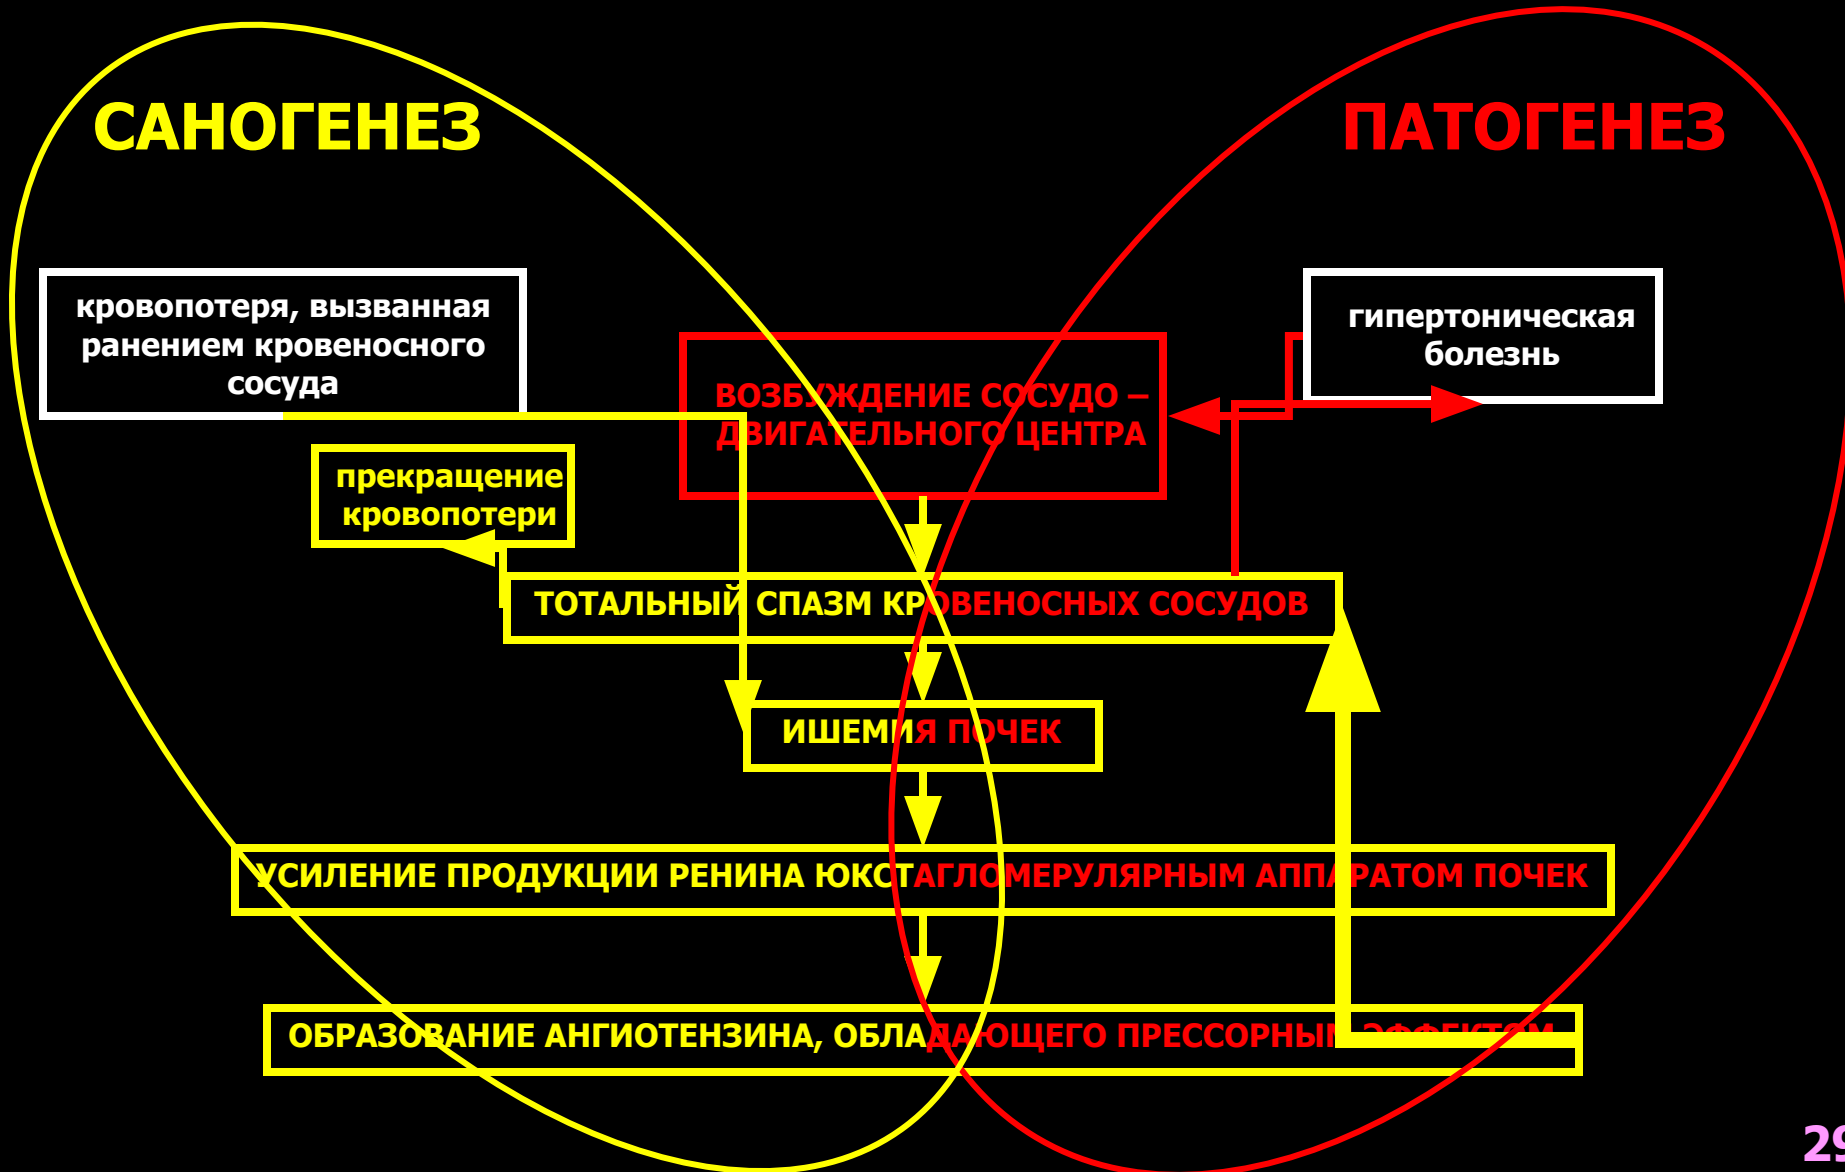 САНОГЕНЕЗ
ПАТОГЕНЕЗ
кровопотеря, вызванная
ранением кровеносного
сосуда
гипертоническая
болезнь
ВОЗБУЖДЕНИЕ СОСУДО –
ДВИГАТЕЛЬНОГО ЦЕНТРА
прекращение
кровопотери
ТОТАЛЬНЫЙ СПАЗМ КРОВЕНОСНЫХ СОСУДОВ
ИШЕМИЯ ПОЧЕК
УСИЛЕНИЕ ПРОДУКЦИИ РЕНИНА ЮКСТАГЛОМЕРУЛЯРНЫМ АППАРАТОМ ПОЧЕК
ОБРАЗОВАНИЕ АНГИОТЕНЗИНА, ОБЛАДАЮЩЕГО ПРЕССОРНЫМ ЭФФЕКТОМ
29